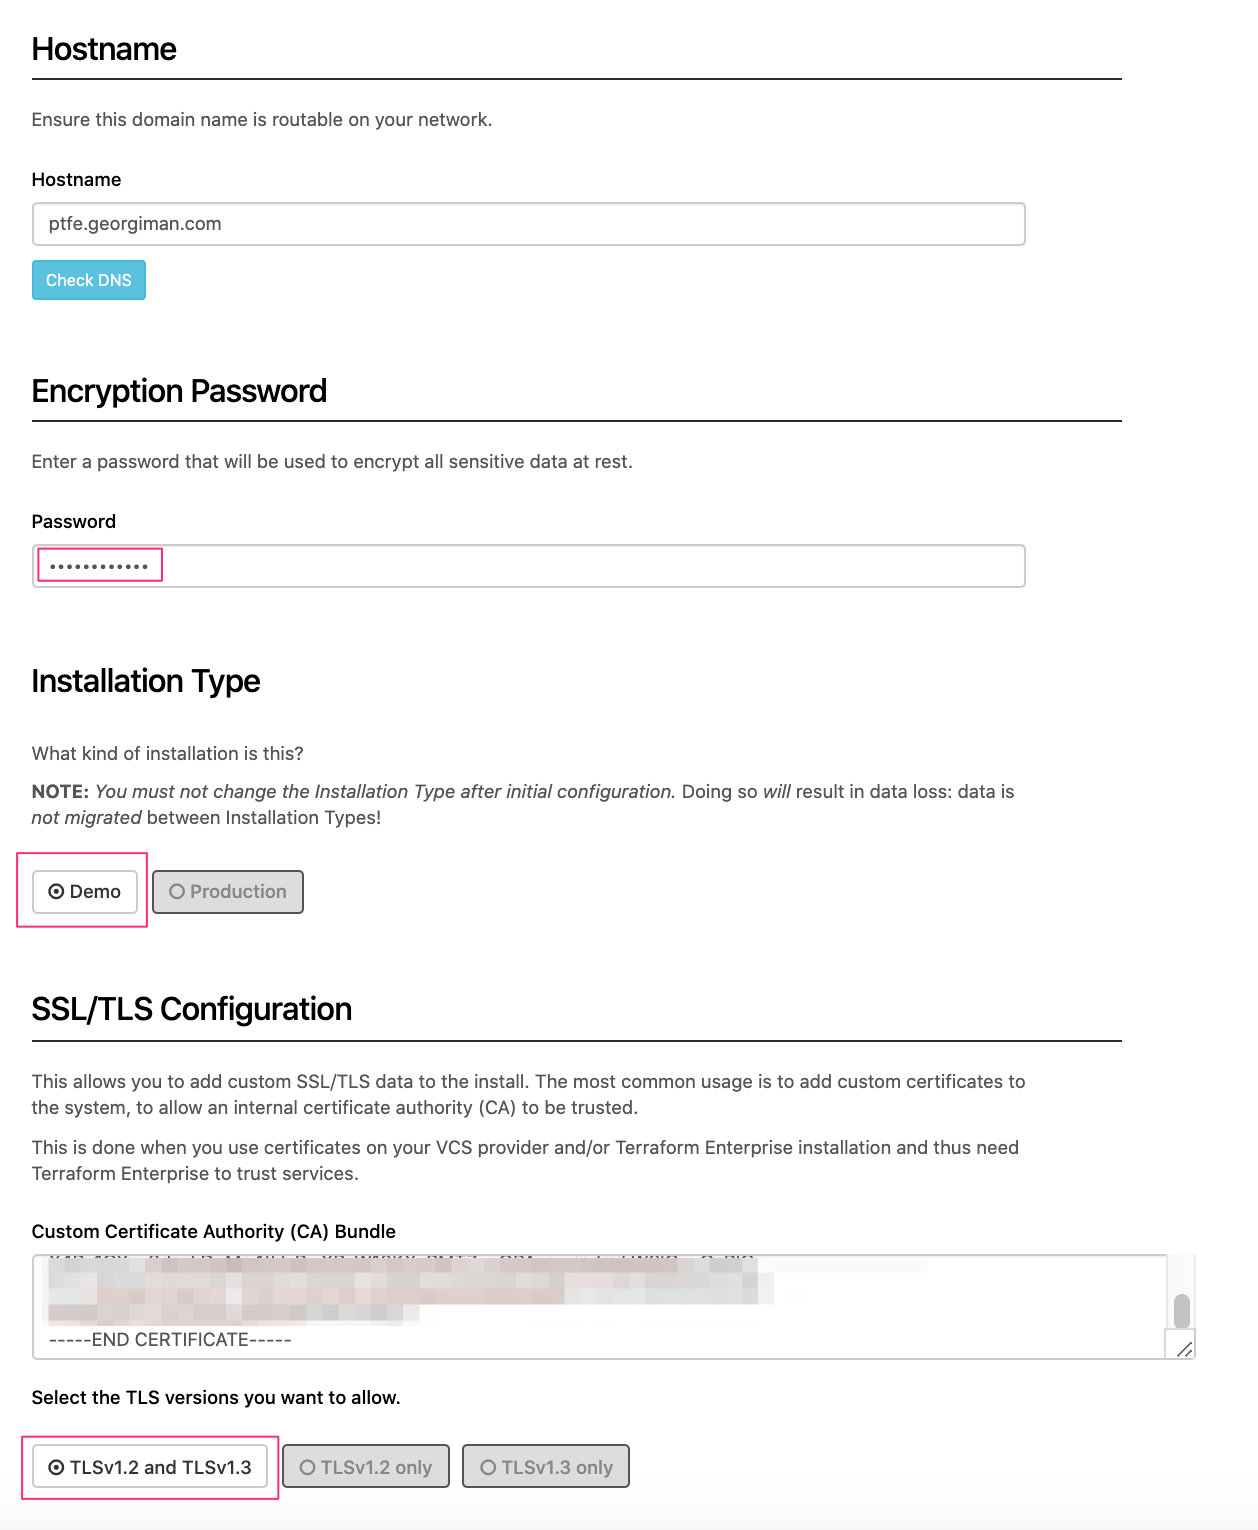 Hostname
Ensure this domain name is routable on your network.
Hostname
ptfe.georgiman.com
Check DNS
Encryption Password
Enter a password that will be used to encrypt all sensitive data at rest.
Password
••••••••••••
Installation Type
What kind of installation is this?
NOTE: You must not change the Installation Type after initial configuration. Doing so will result in data loss: data is
not migrated between Installation Types!
Demo Production
SSL/TLS Configuration
This allows you to add custom SSL/TLS data to the install. The most common usage is to add custom certificates to
the system, to allow an internal certificate authority (CA) to be trusted.
This is done when you use certificates on your VCS provider and/or Terraform Enterprise installation and thus need
Terraform Enterprise to trust services.
Custom Certificate Authority (CA) Bundle
-----END CERTIFICATE-----
Select the TLS versions you want to allow.
TLSv1.2 and TLSv1.3 TLSv1.2 only TLSv1.3 only